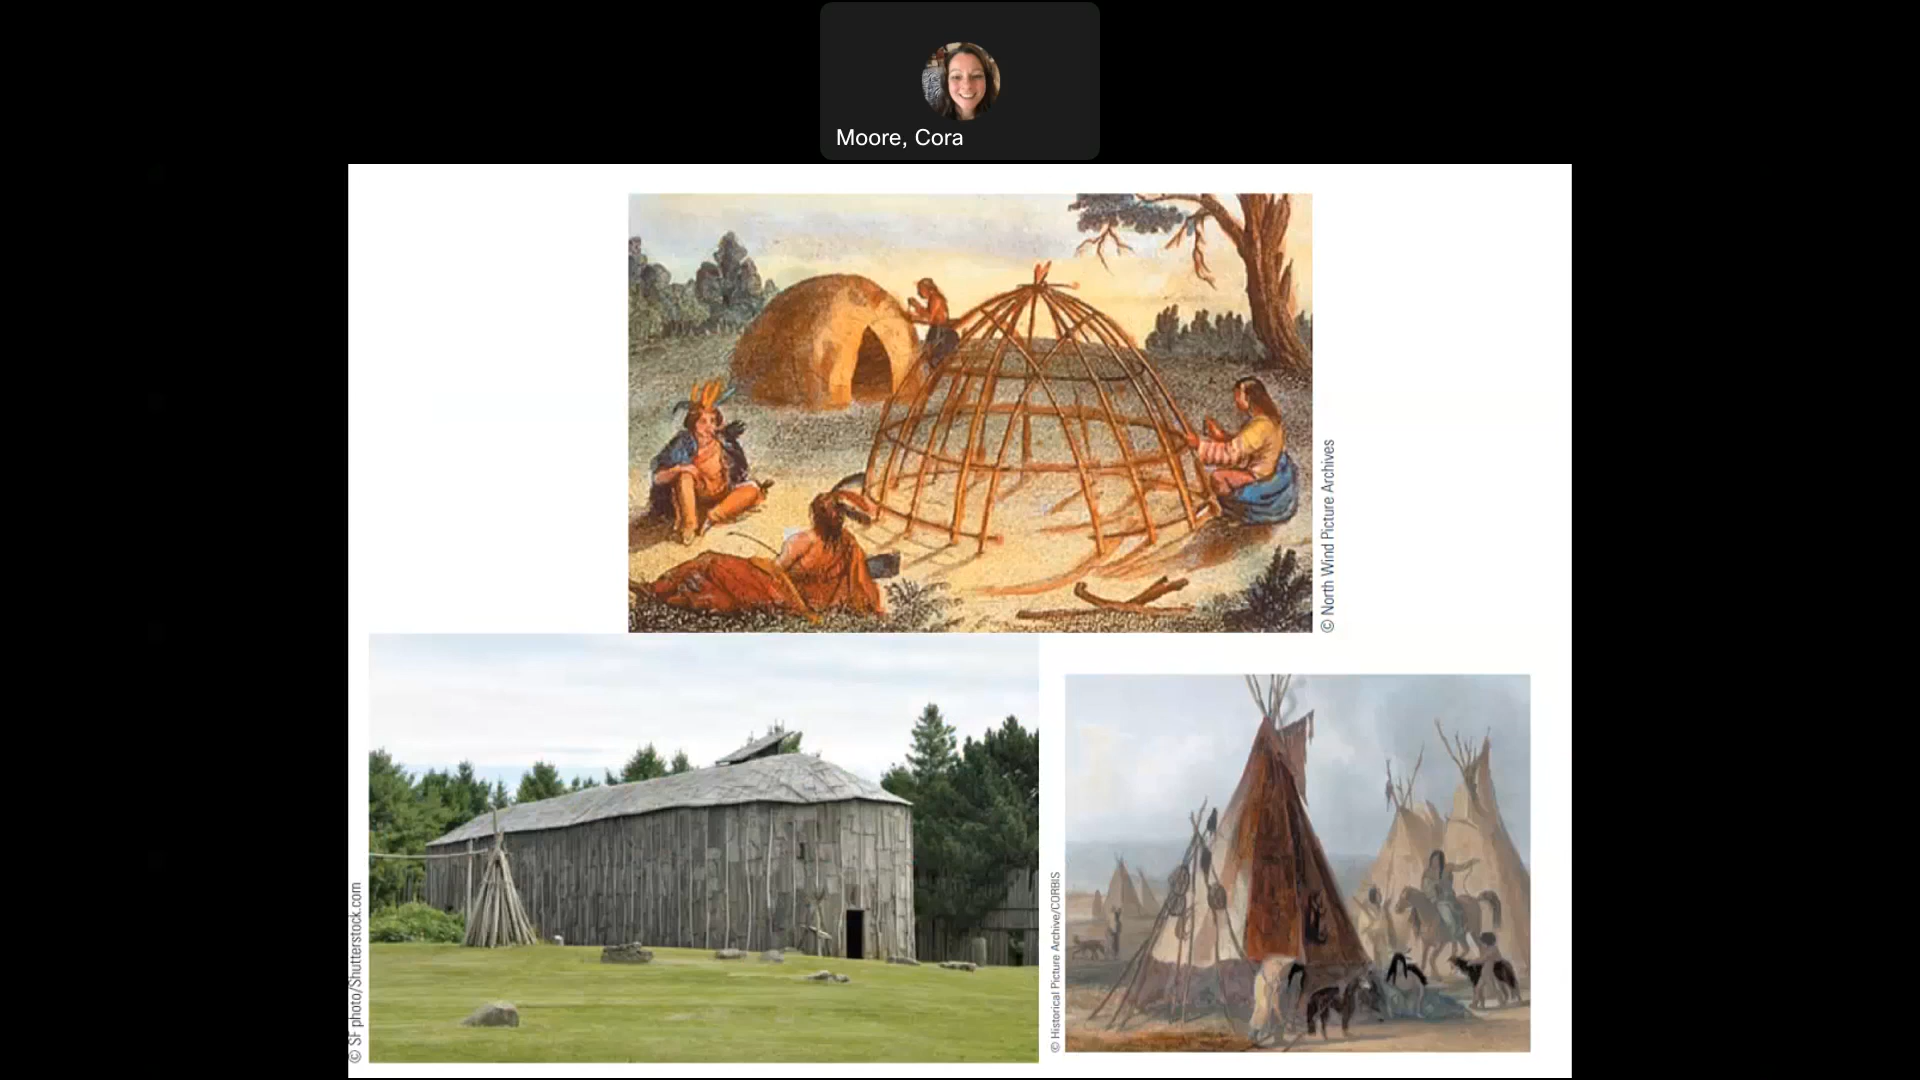 Moore, Cora
© North Wind Picture Archives
© SF photo/Shutterstock.com
© Historical Picture Archive/CORBIS